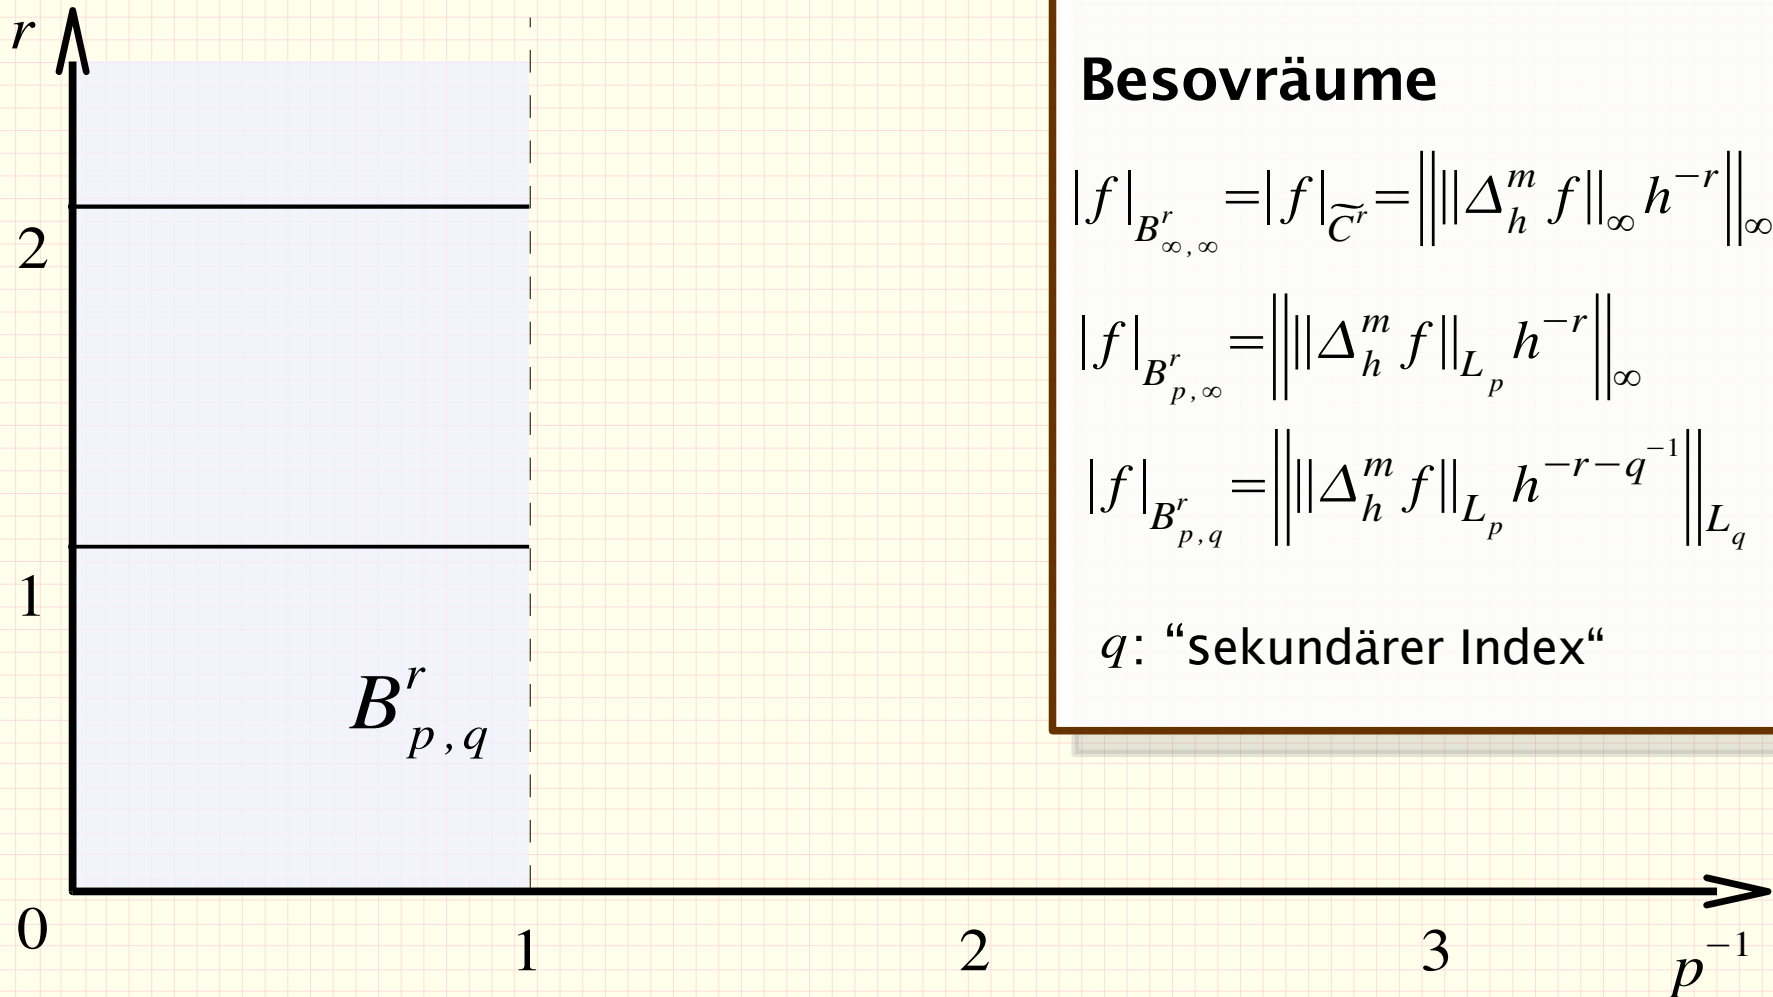 r
2
1
0
B^r_{p,q}
1
2
3
p^{-1}
Besovräume
|f|_{B^r_{∞,∞}} = |f|_{\widetilde{C}^r} = ‖ ||Δ^m_h f||_∞ h^{-r} ‖_∞
|f|_{B^r_{p,∞}} = ‖ ||Δ^m_h f||_{L_p} h^{-r} ‖_∞
|f|_{B^r_{p,q}} = ‖ ||Δ^m_h f||_{L_p} h^{-r-q^{-1}} ‖_{L_q}
q: “sekundärer Index“